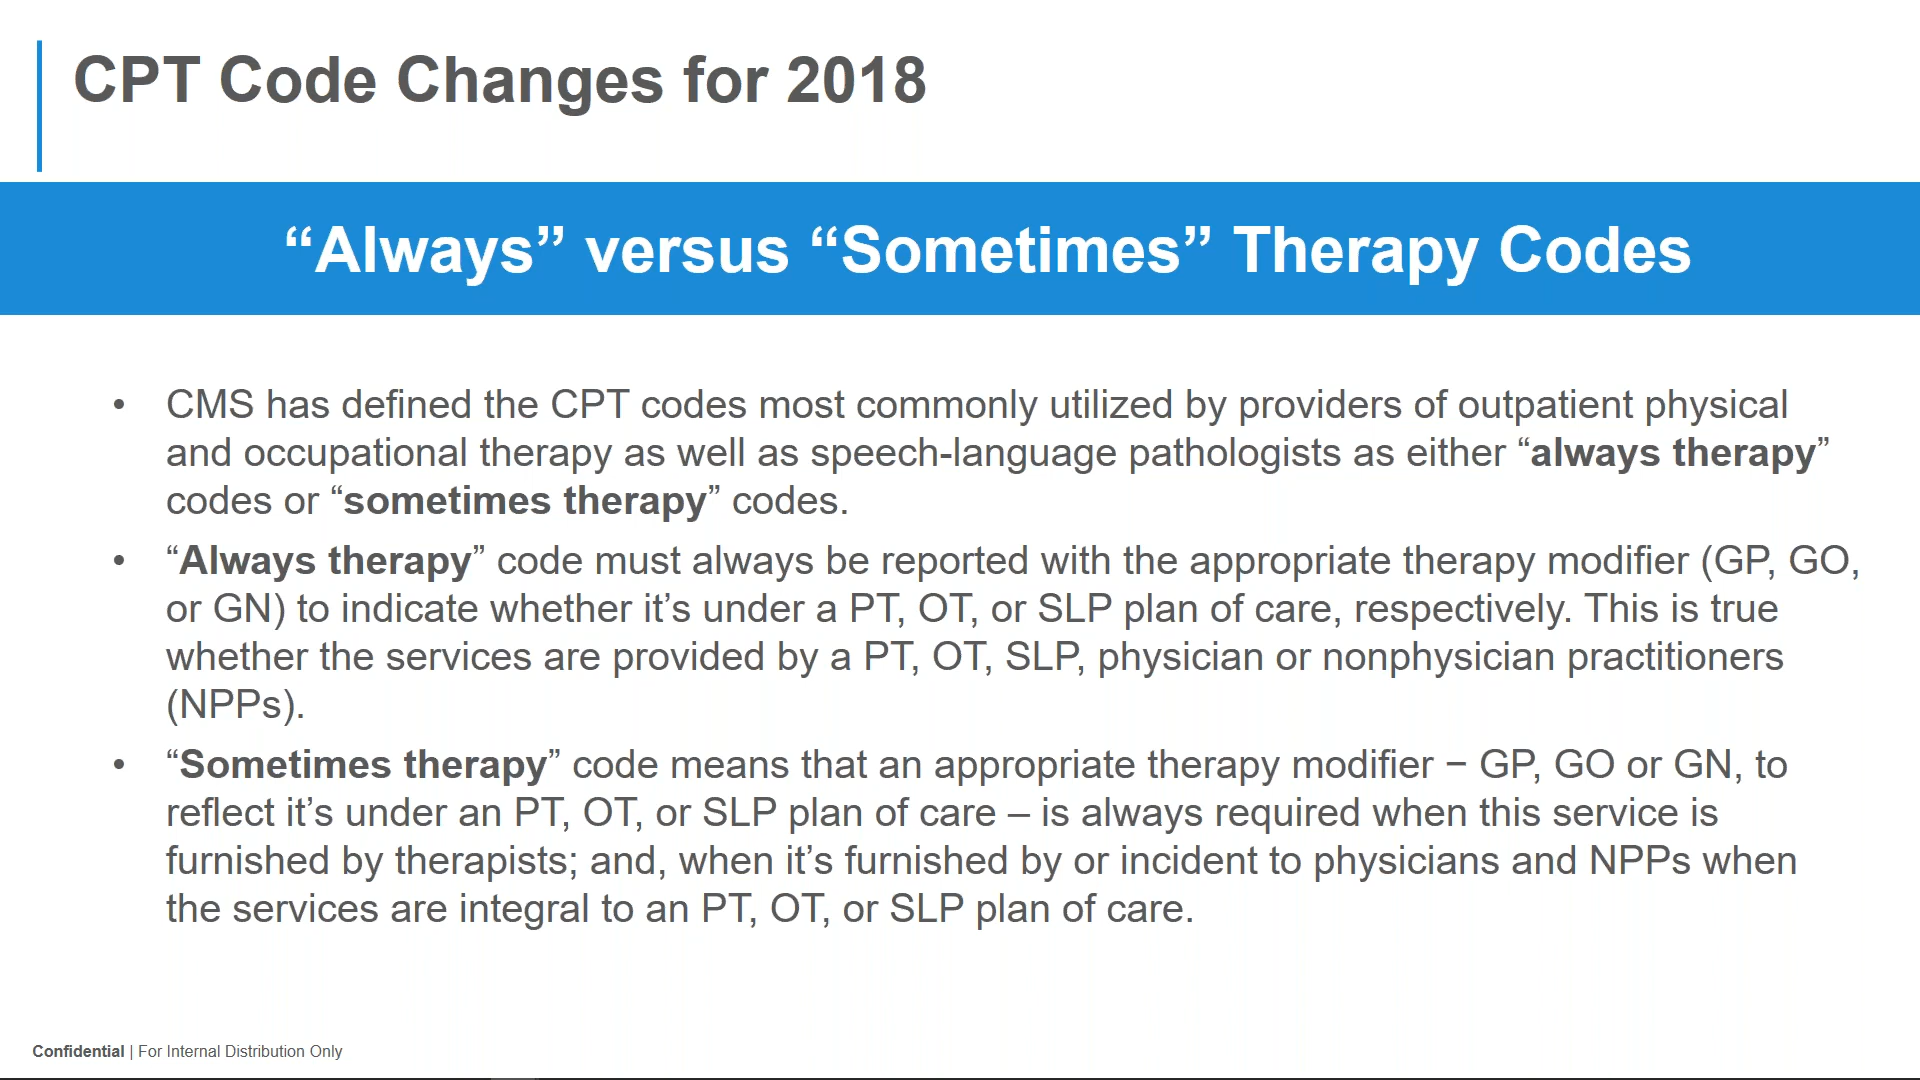 CPT Code Changes for 2018
“Always” versus “Sometimes” Therapy Codes
• CMS has defined the CPT codes most commonly utilized by providers of outpatient physical
and occupational therapy as well as speech-language pathologists as either “always therapy”
codes or “sometimes therapy” codes.
• “Always therapy” code must always be reported with the appropriate therapy modifier (GP, GO,
or GN) to indicate whether it’s under a PT, OT, or SLP plan of care, respectively. This is true
whether the services are provided by a PT, OT, SLP, physician or nonphysician practitioners
(NPPs).
• “Sometimes therapy” code means that an appropriate therapy modifier − GP, GO or GN, to
reflect it’s under an PT, OT, or SLP plan of care – is always required when this service is
furnished by therapists; and, when it’s furnished by or incident to physicians and NPPs when
the services are integral to an PT, OT, or SLP plan of care.
Confidential | For Internal Distribution Only